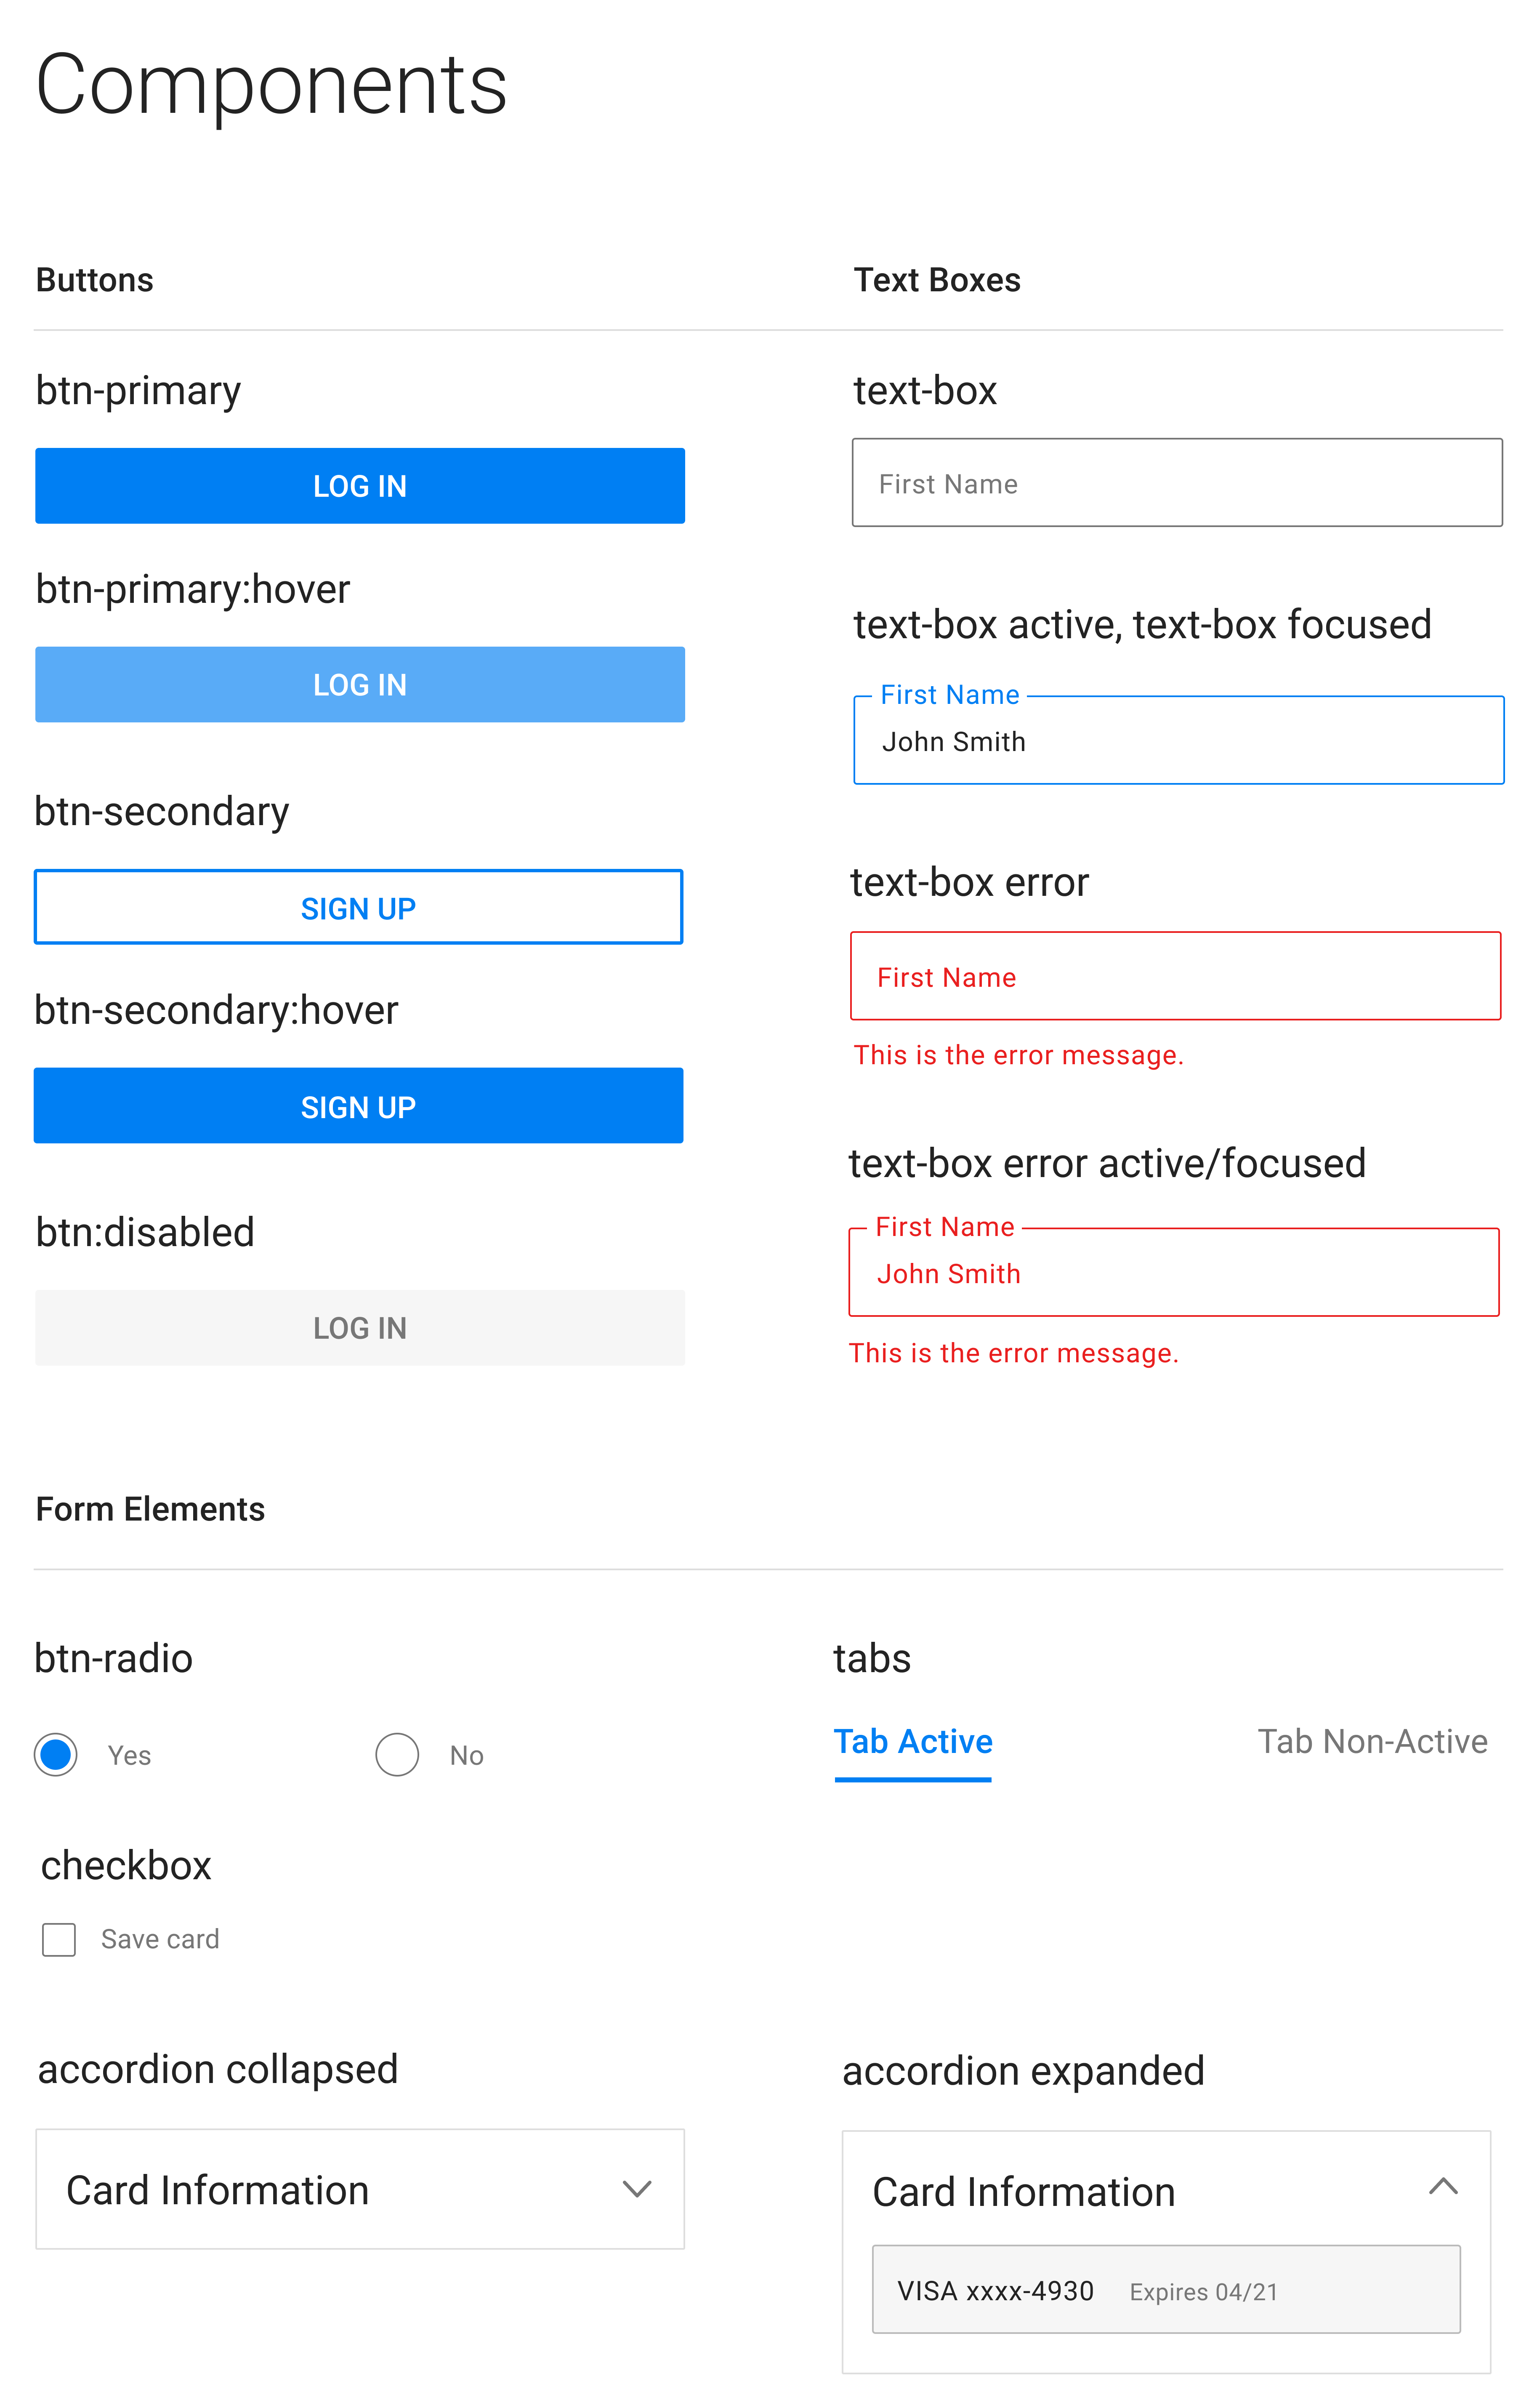 Components
Buttons
btn-primary
LOG IN
btn-primary:hover
LOG IN
btn-secondary
SIGN UP
btn-secondary:hover
SIGN UP
btn:disabled
LOG IN
Text Boxes
text-box
First Name
text-box active, text-box focused
First Name
John Smith
text-box error
First Name
This is the error message.
text-box error active/focused
First Name
John Smith
This is the error message.
Form Elements
btn-radio
Yes No
checkbox
Save card
tabs
Tab Active Tab Non-Active
accordion collapsed
Card Information
accordion expanded
Card Information
VISA xxxx-4930 Expires 04/21